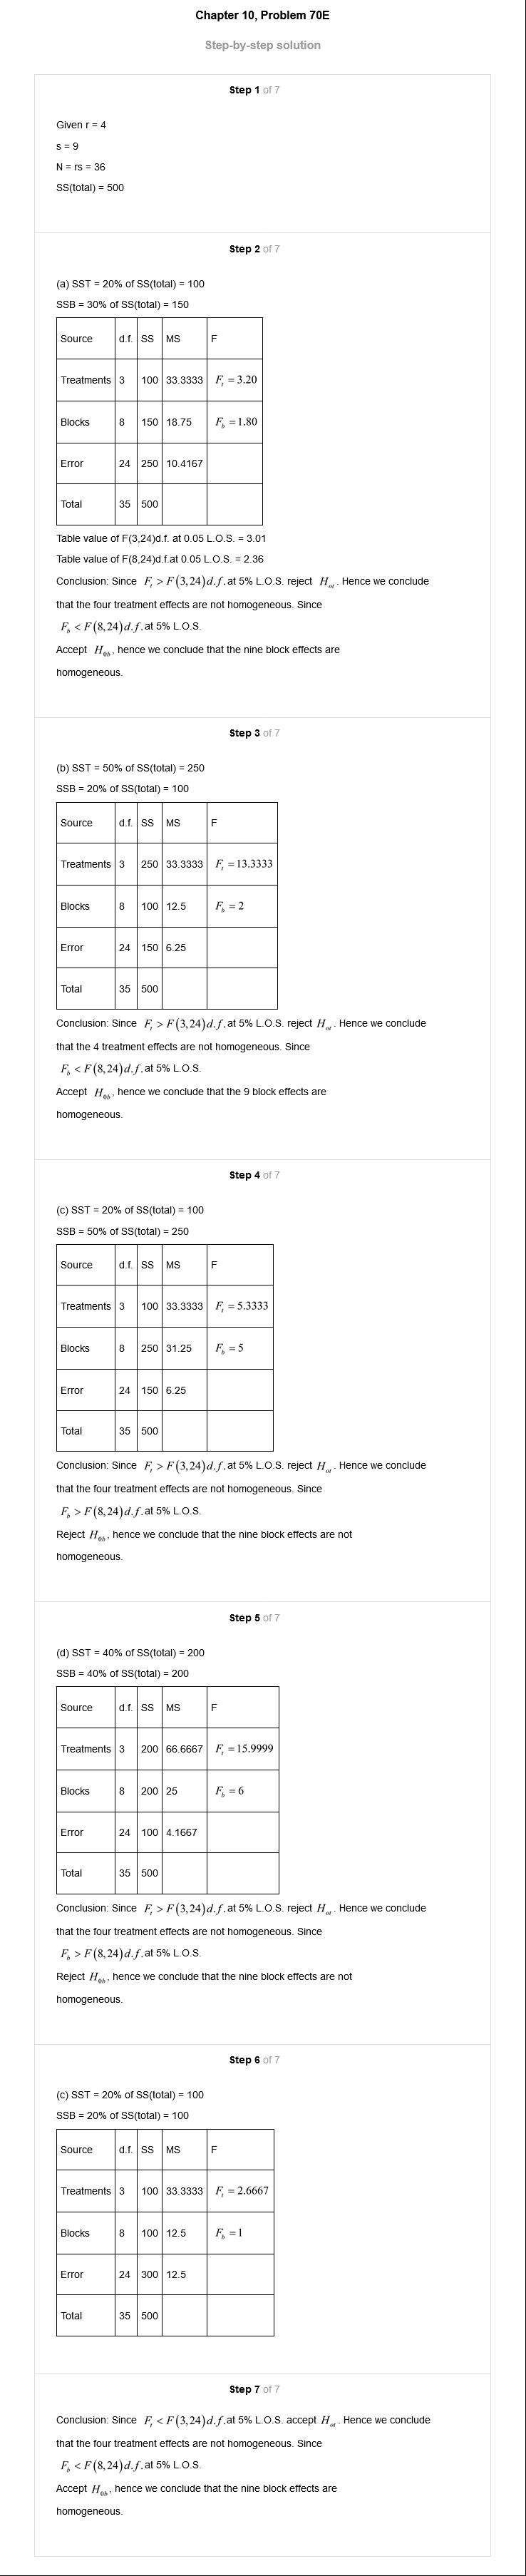 Chapter 10, Problem 70E
Step-by-step solution
Step 1 of 7
Given r = 4
s = 9
N = rs = 36
SS(total) = 500
Step 2 of 7
(a) SST = 20% of SS(total) = 100
SSB = 30% of SS(total) = 150
Source d.f. SS MS F
Treatments 3 100 33.3333 F_t = 3.20
Blocks 8 150 18.75 F_b = 1.80
Error 24 250 10.4167
Total 35 500
Table value of F(3,24)d.f. at 0.05 L.O.S. = 3.01
Table value of F(8,24)d.f.at 0.05 L.O.S. = 2.36
Conclusion: Since F_t > F(3,24)d.f. at 5% L.O.S. reject H_ot. Hence we conclude
that the four treatment effects are not homogeneous. Since
F_b < F(8,24)d.f. at 5% L.O.S.
Accept H_0b, hence we conclude that the nine block effects are
homogeneous.
Step 3 of 7
(b) SST = 50% of SS(total) = 250
SSB = 20% of SS(total) = 100
Source d.f. SS MS F
Treatments 3 250 33.3333 F_t = 13.3333
Blocks 8 100 12.5 F_b = 2
Error 24 150 6.25
Total 35 500
Conclusion: Since F_t > F(3,24)d.f. at 5% L.O.S. reject H_ot. Hence we conclude
that the 4 treatment effects are not homogeneous. Since
F_b < F(8,24)d.f. at 5% L.O.S.
Accept H_0b, hence we conclude that the 9 block effects are
homogeneous.
Step 4 of 7
(c) SST = 20% of SS(total) = 100
SSB = 50% of SS(total) = 250
Source d.f. SS MS F
Treatments 3 100 33.3333 F_t = 5.3333
Blocks 8 250 31.25 F_b = 5
Error 24 150 6.25
Total 35 500
Conclusion: Since F_t > F(3,24)d.f. at 5% L.O.S. reject H_ot. Hence we conclude
that the four treatment effects are not homogeneous. Since
F_b > F(8,24)d.f. at 5% L.O.S.
Reject H_0b, hence we conclude that the nine block effects are not
homogeneous.
Step 5 of 7
(d) SST = 40% of SS(total) = 200
SSB = 40% of SS(total) = 200
Source d.f. SS MS F
Treatments 3 200 66.6667 F_t = 15.9999
Blocks 8 200 25 F_b = 6
Error 24 100 4.1667
Total 35 500
Conclusion: Since F_t > F(3,24)d.f. at 5% L.O.S. reject H_ot. Hence we conclude
that the four treatment effects are not homogeneous. Since
F_b > F(8,24)d.f. at 5% L.O.S.
Reject H_0b, hence we conclude that the nine block effects are not
homogeneous.
Step 6 of 7
(c) SST = 20% of SS(total) = 100
SSB = 20% of SS(total) = 100
Source d.f. SS MS F
Treatments 3 100 33.3333 F_t = 2.6667
Blocks 8 100 12.5 F_b = 1
Error 24 300 12.5
Total 35 500
Step 7 of 7
Conclusion: Since F_t < F(3,24)d.f. at 5% L.O.S. accept H_ot. Hence we conclude
that the four treatment effects are not homogeneous. Since
F_b < F(8,24)d.f. at 5% L.O.S.
Accept H_0b, hence we conclude that the nine block effects are
homogeneous.